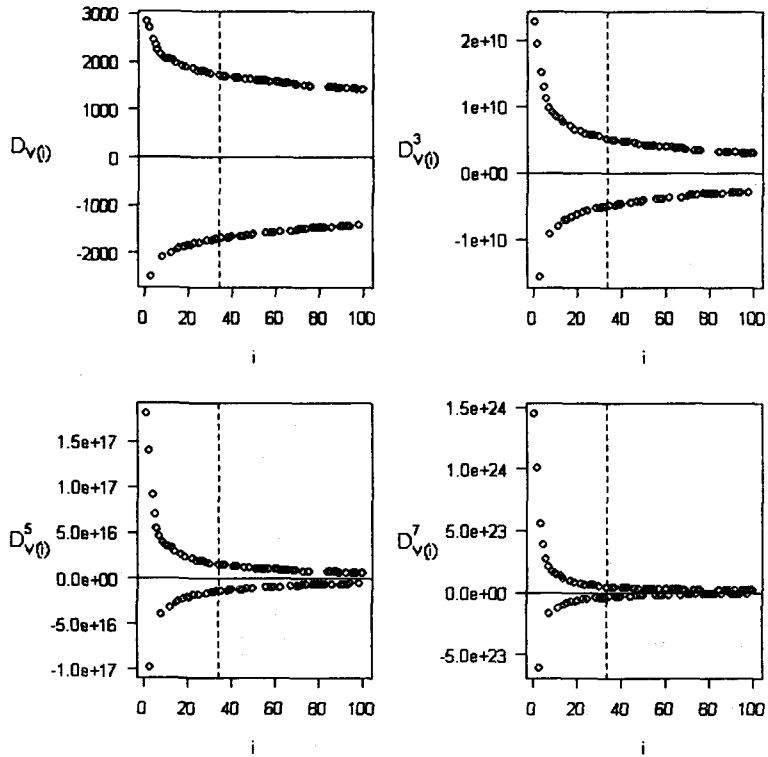 3000
2000
1000
0
-1000
-2000
D_v(i)
0 20 40 60 80 100
i
2e+10
1e+10
0e+00
-1e+10
D^3_v(i)
0 20 40 60 80 100
i
1.5e+17
1.0e+17
5.0e+16
0.0e+00
-5.0e+16
-1.0e+17
D^5_v(i)
0 20 40 60 80 100
i
1.5e+24
1.0e+24
5.0e+23
0.0e+00
-5.0e+23
D^7_v(i)
0 20 40 60 80 100
i